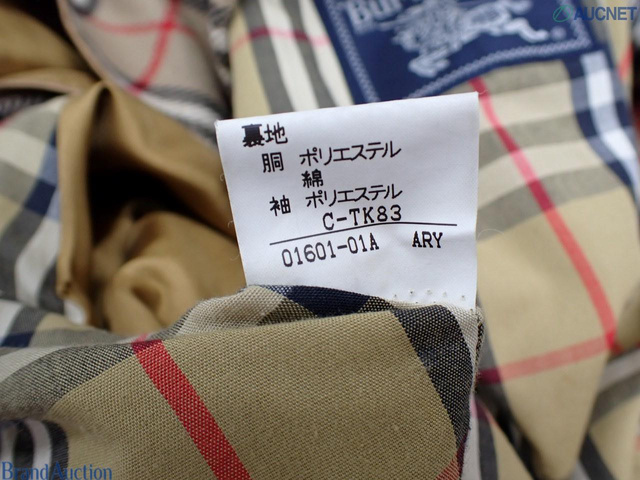 AUCNET
Bur
裏地
胴 ポリエステル
綿
袖 ポリエステル
C-TK83
01601-01A ARY
Brand Auction